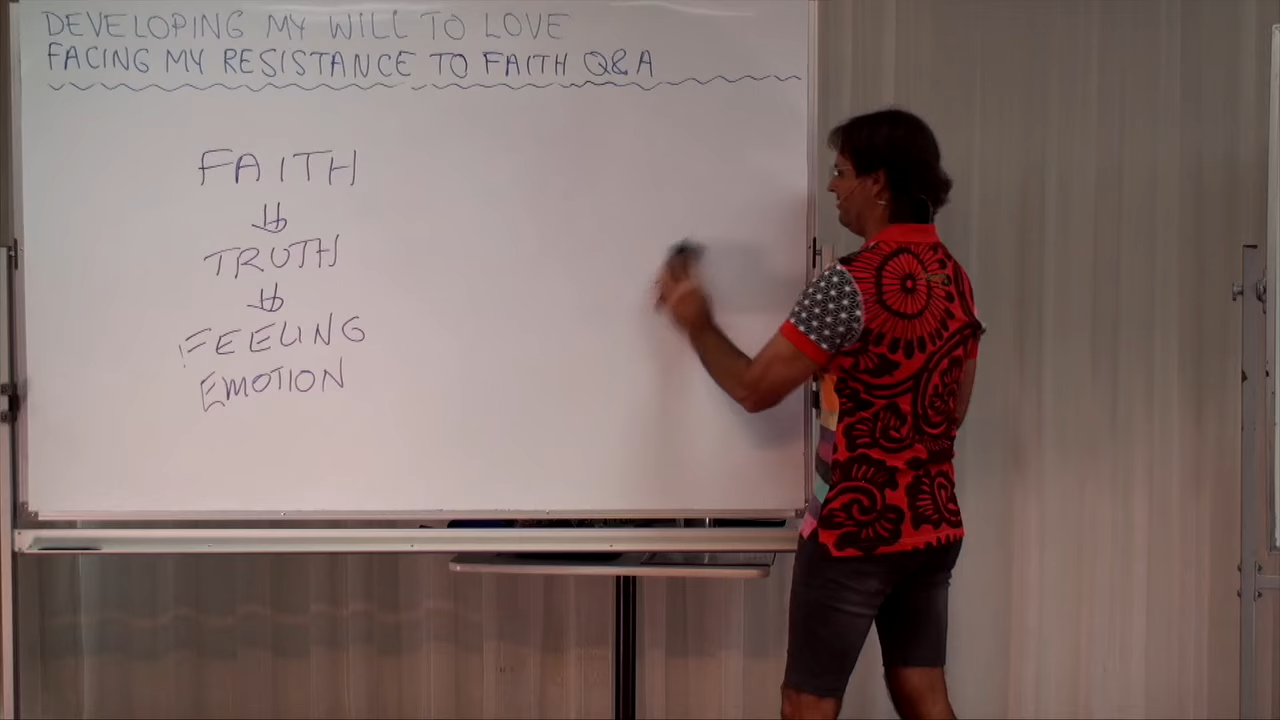 DEVELOPING MY WILL TO LOVE
FACING MY RESISTANCE TO FAITH Q&A
FAITH
TRUTH
FEELING
EMOTION